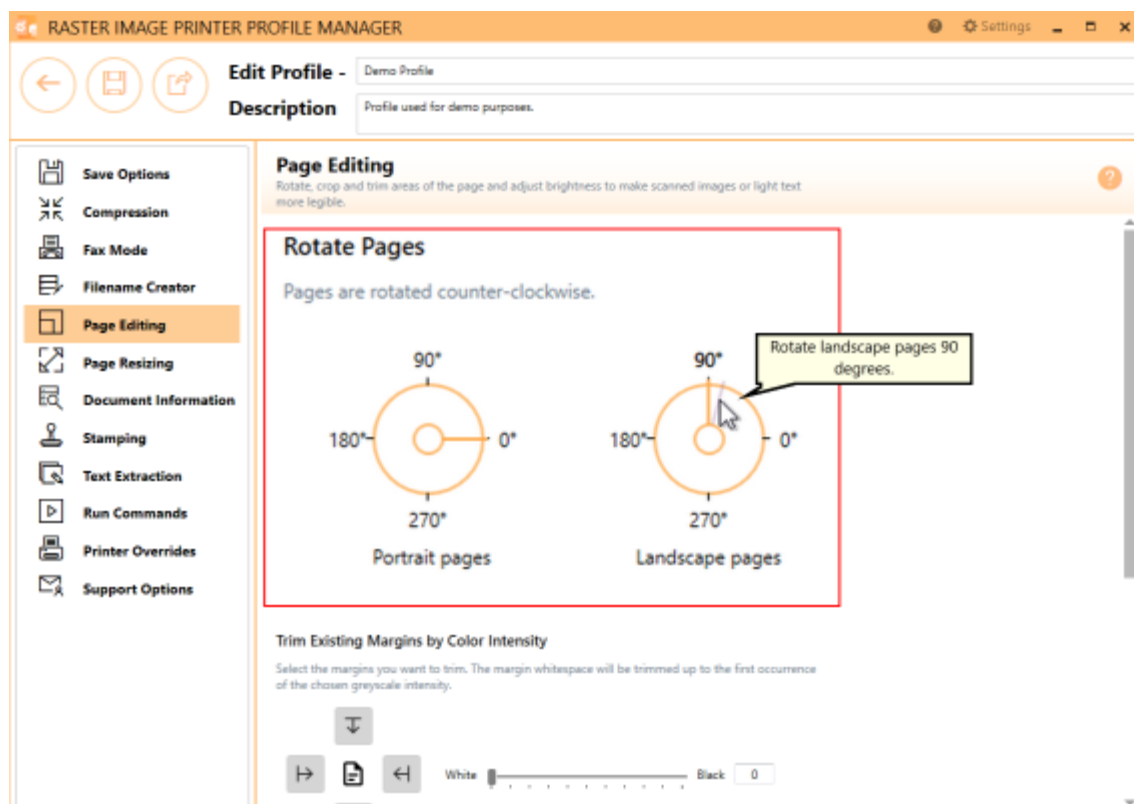 RASTER IMAGE PRINTER PROFILE MANAGER
Settings
Edit Profile - Demo Profile
Description Profile used for demo purposes.
Save Options
Compression
Fax Mode
Filename Creator
Page Editing
Page Resizing
Document Information
Stamping
Text Extraction
Run Commands
Printer Overrides
Support Options
Page Editing
Rotate, crop and trim areas of the page and adjust brightness to make scanned images or light text
more legible.
Rotate Pages
Pages are rotated counter-clockwise.
90°
180°
0°
270°
Portrait pages
90°
180°
0°
270°
Landscape pages
Rotate landscape pages 90
degrees.
Trim Existing Margins by Color Intensity
Select the margins you want to trim. The margin whitespace will be trimmed up to the first occurrence
of the chosen greyscale intensity.
White
Black 0